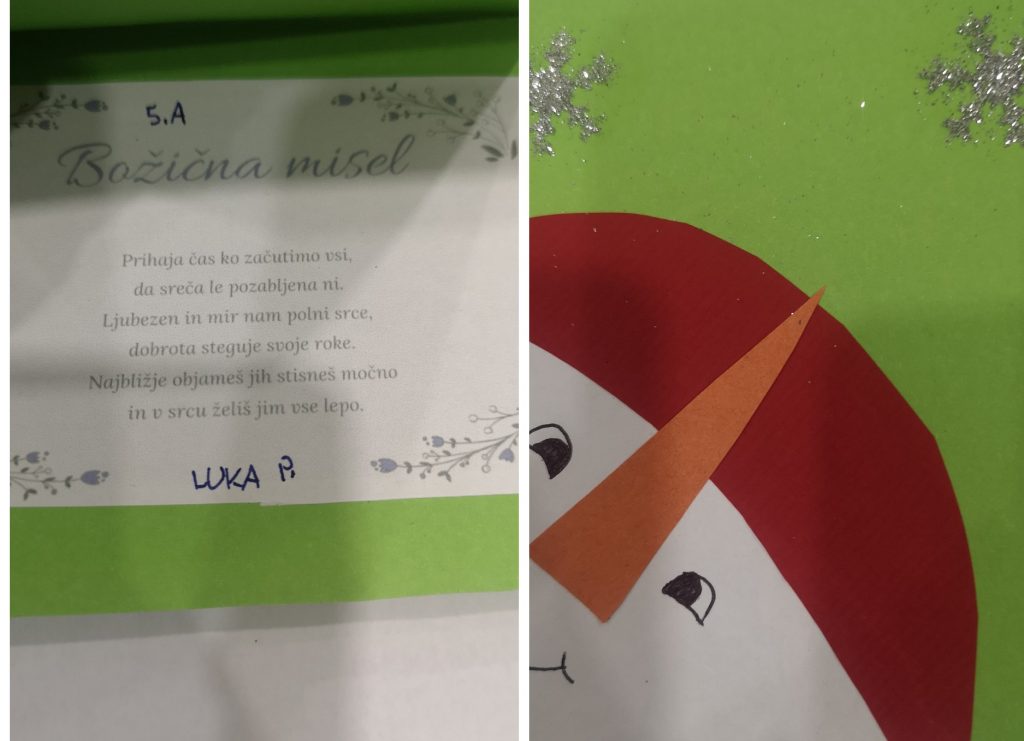 5.A
Božična misel
Prihaja čas ko začutimo vsi,
da sreča le pozabljena ni.
Ljubezen in mir nam polni srce,
dobrota steguje svoje roke.
Najbližje objameš jih stisneš močno
in v srcu želiš jim vse lepo.
LUKA P.